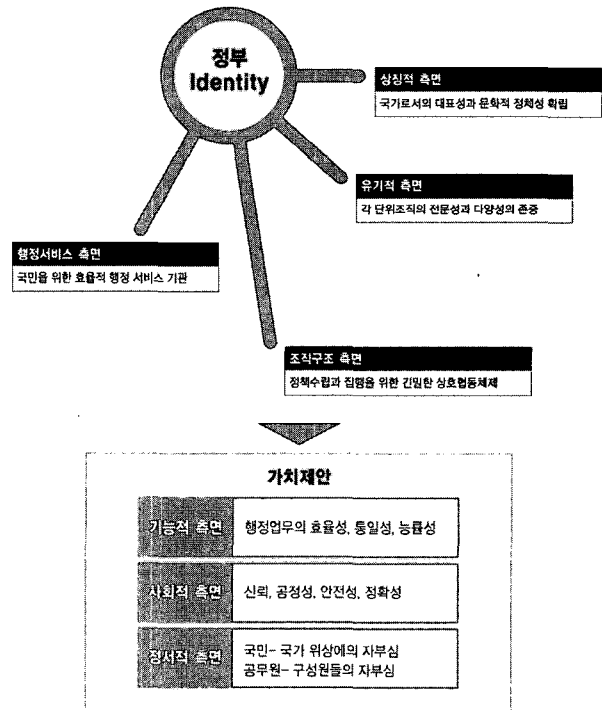 정부
Identity
상징적 측면
국가로서의 대표성과 문화적 정체성 확립
유기적 측면
각 단위조직의 전문성과 다양성의 존중
행정서비스 측면
국민을 위한 효율적 행정 서비스 기관
조직구조 측면
정책수립과 집행을 위한 긴밀한 상호협동체제
가치제안
기능적 측면
행정업무의 효율성, 통일성, 능률성
사회적 측면
신뢰, 공정성, 안전성, 정확성
정서적 측면
국민- 국가 위상에의 자부심
공무원- 구성원들의 자부심